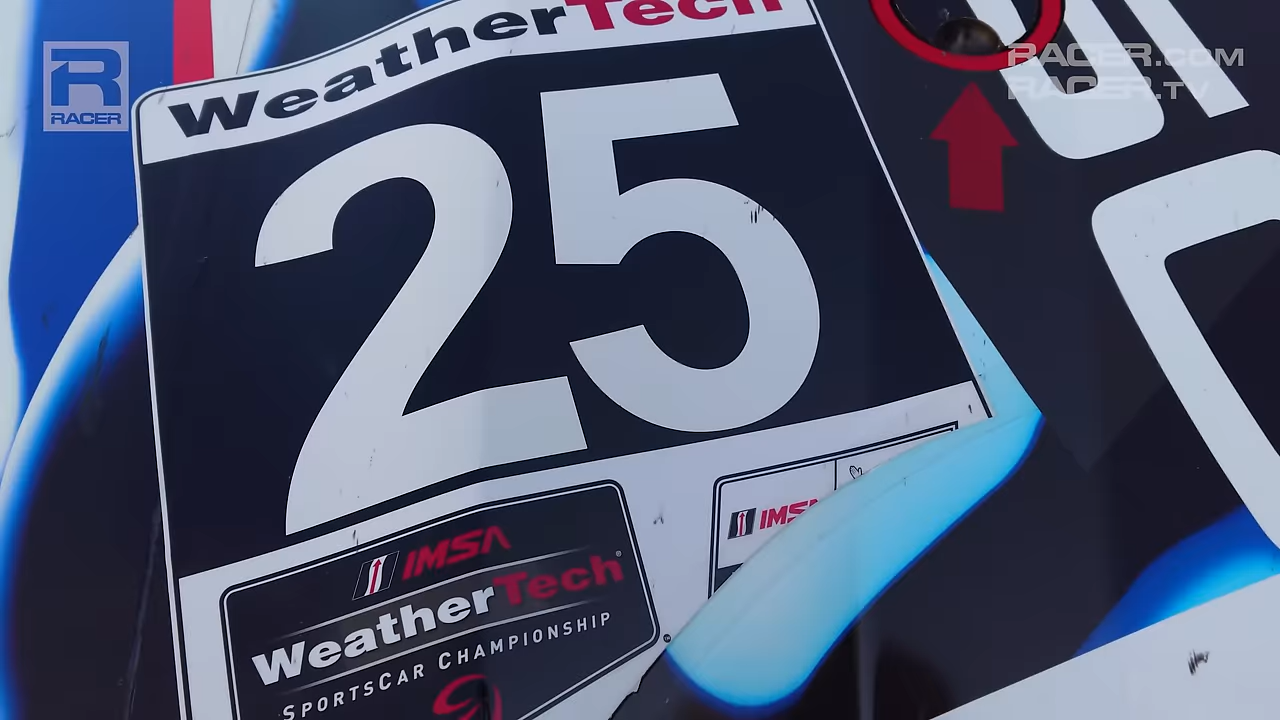 WeatherTech
R
RACER
RACER.com
RACER.TV
25
IMSA
IMSA
WeatherTech
SPORTSCAR CHAMPIONSHIP